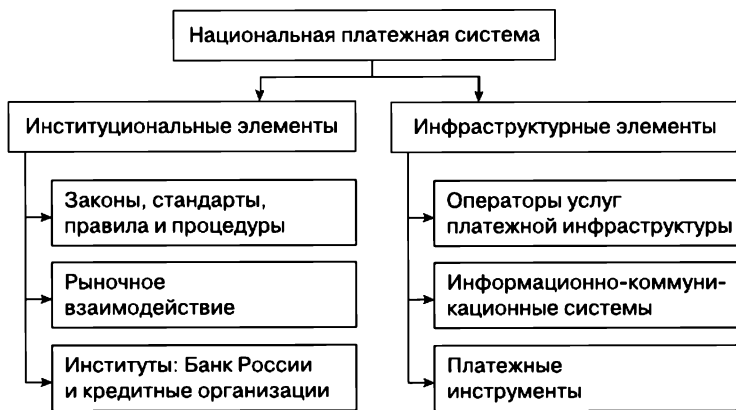 Национальная платежная система
Институциональные элементы
Законы, стандарты,
правила и процедуры
Рыночное
взаимодействие
Институты: Банк России
и кредитные организации
Инфраструктурные элементы
Операторы услуг
платежной инфраструктуры
Информационно-коммуни-
кационные системы
Платежные
инструменты